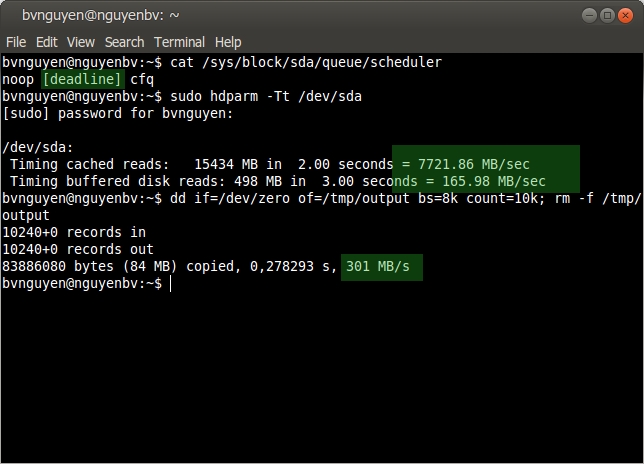 bvnguyen@nguyenbv: ~
File Edit View Search Terminal Help
bvnguyen@nguyenbv:~$ cat /sys/block/sda/queue/scheduler
noop [deadline] cfq
bvnguyen@nguyenbv:~$ sudo hdparm -Tt /dev/sda
[sudo] password for bvnguyen:
/dev/sda:
Timing cached reads:   15434 MB in  2.00 seconds = 7721.86 MB/sec
Timing buffered disk reads: 498 MB in  3.00 seconds = 165.98 MB/sec
bvnguyen@nguyenbv:~$ dd if=/dev/zero of=/tmp/output bs=8k count=10k; rm -f /tmp/
output
10240+0 records in
10240+0 records out
83886080 bytes (84 MB) copied, 0,278293 s, 301 MB/s
bvnguyen@nguyenbv:~$